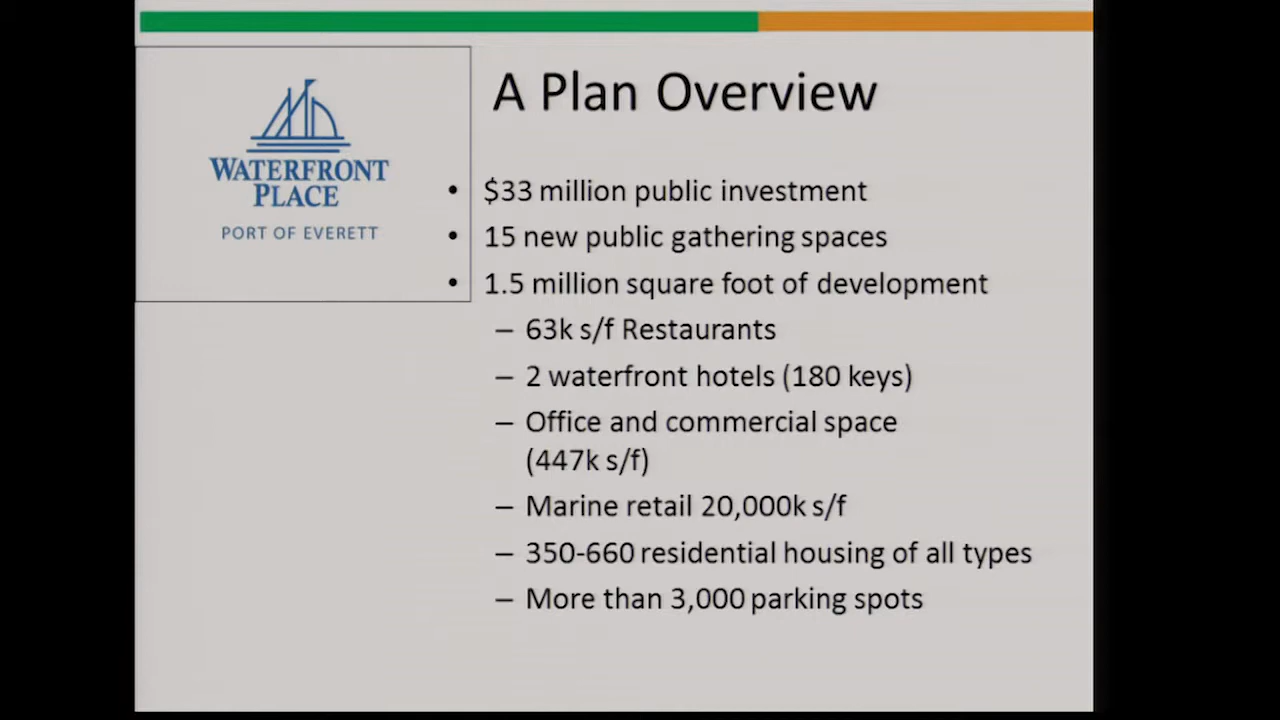 WATERFRONT
PLACE
PORT OF EVERETT
A Plan Overview
• $33 million public investment
• 15 new public gathering spaces
• 1.5 million square foot of development
– 63k s/f Restaurants
– 2 waterfront hotels (180 keys)
– Office and commercial space
(447k s/f)
– Marine retail 20,000k s/f
– 350-660 residential housing of all types
– More than 3,000 parking spots